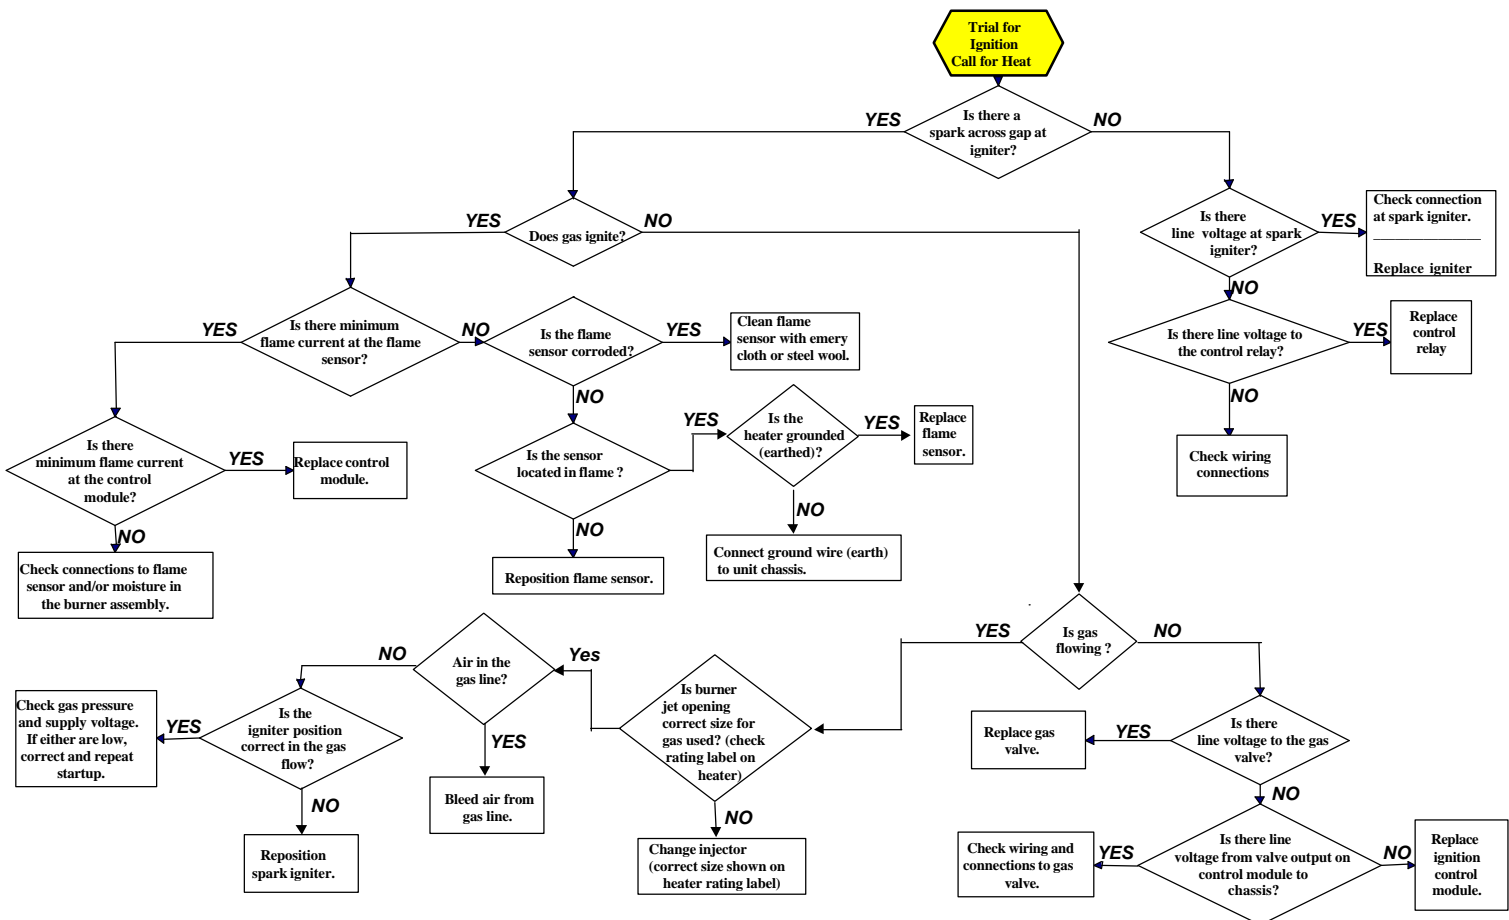 Trial for
Ignition
Call for Heat
Is there a
spark across gap at
igniter?
YES
NO
Does gas ignite?
YES
NO
Is there
line voltage at spark
igniter?
YES
NO
Check connection
at spark igniter.
_______________
Replace igniter
Is there minimum
flame current at the flame
sensor?
YES
NO
Is the flame
sensor corroded?
YES
NO
Clean flame
sensor with emery
cloth or steel wool.
Is there line voltage to
the control relay?
YES
NO
Replace
control
relay
Is there
minimum flame current
at the control
module?
YES
NO
Replace control
module.
Is the sensor
located in flame ?
YES
NO
Is the
heater grounded
(earthed)?
YES
NO
Replace
flame
sensor.
Check wiring
connections
Check connections to flame
sensor and/or moisture in
the burner assembly.
Reposition flame sensor.
Connect ground wire (earth)
to unit chassis.
Is gas
flowing ?
YES
NO
Air in the
gas line?
NO
YES
Yes
Is burner
jet opening
correct size for
gas used? (check
rating label on
heater)
NO
Check gas pressure
and supply voltage.
If either are low,
correct and repeat
startup.
YES
Is the
igniter position
correct in the gas
flow?
NO
Replace gas
valve.
YES
Is there
line voltage to the gas
valve?
NO
Bleed air from
gas line.
Reposition
spark igniter.
Change injector
(correct size shown on
heater rating label)
Check wiring and
connections to gas
valve.
YES
Is there line
voltage from valve output on
control module to
chassis?
NO
Replace
ignition
control
module.